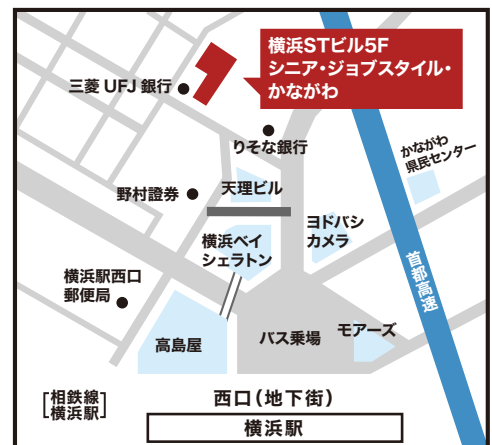 横浜STビル5F
シニア・ジョブスタイル・
かながわ
三菱UFJ銀行
りそな銀行
かながわ
県民センター
野村證券
天理ビル
横浜ベイ
シェラトン
ヨドバシ
カメラ
首都高速
横浜駅西口
郵便局
高島屋
バス乗場
モアーズ
[相鉄線
横浜駅]
西口(地下街)
横浜駅